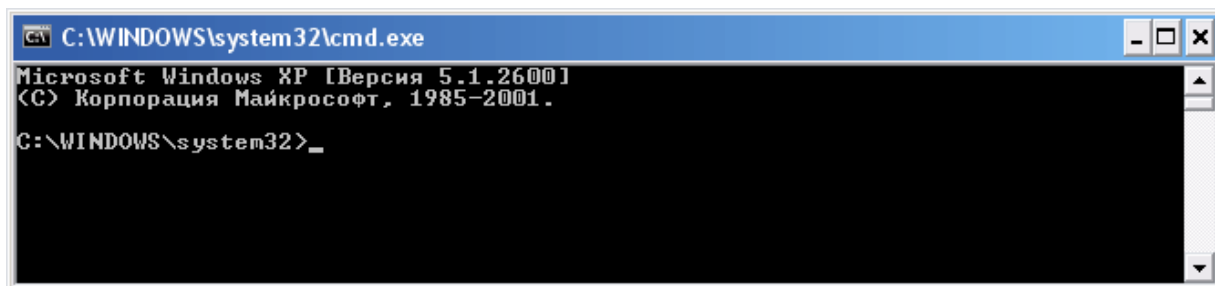 C:\WINDOWS\system32\cmd.exe
Microsoft Windows XP [Версия 5.1.2600]
(С) Корпорация Майкрософт, 1985-2001.
C:\WINDOWS\system32>_